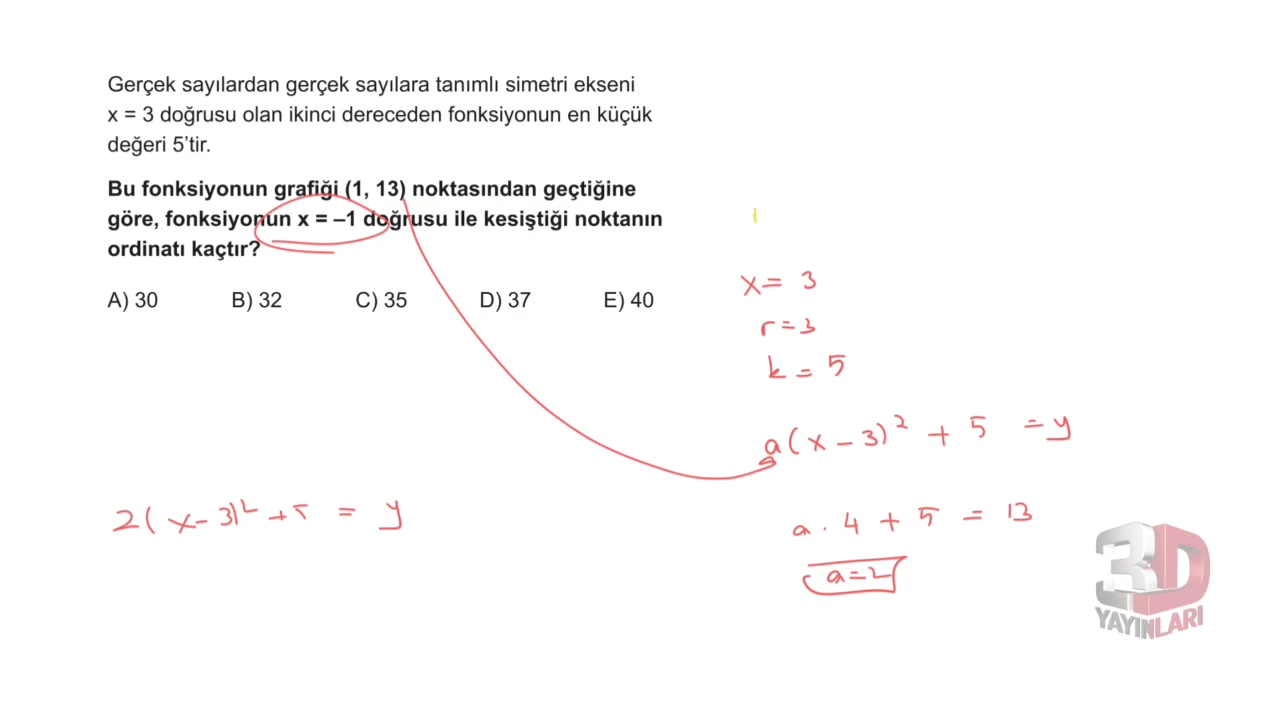 Gerçek sayılardan gerçek sayılara tanımlı simetri ekseni
x = 3 doğrusu olan ikinci dereceden fonksiyonun en küçük
değeri 5’tir.
Bu fonksiyonun grafiği (1, 13) noktasından geçtiğine
göre, fonksiyonun x = –1 doğrusu ile kesiştiği noktanın
ordinatı kaçtır?
A) 30 B) 32 C) 35 D) 37 E) 40
x = 3
r = 3
k = 5
a(x – 3)² + 5 = y
a . 4 + 5 = 13
a = 2
2(x – 3)² + 5 = y
3D
YAYINLARI